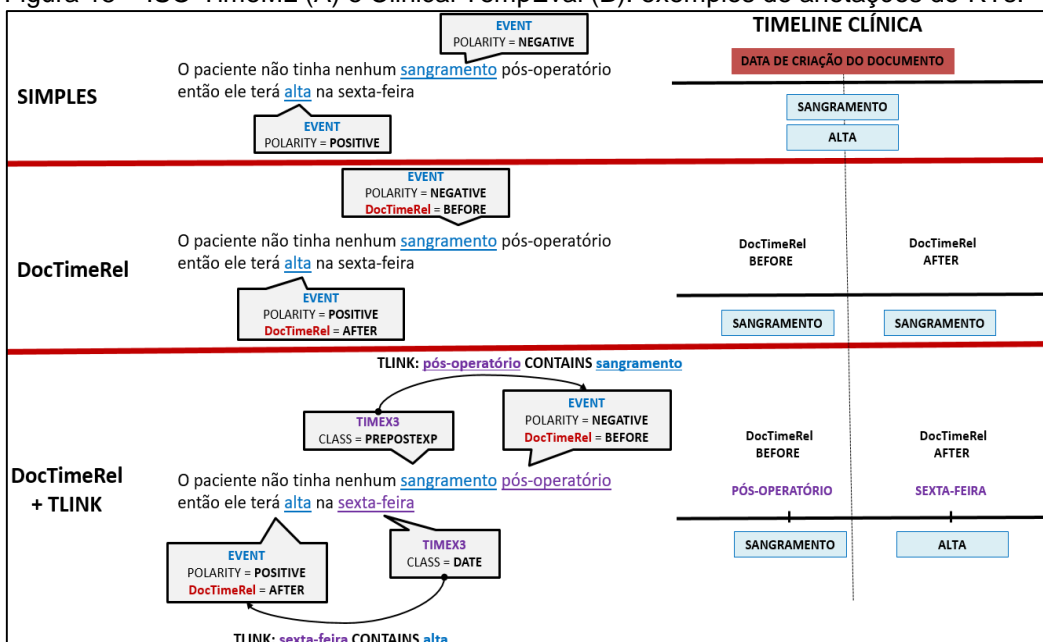 Figura – ISO-TimeML (A) e Clinical TempEval (B): exemplos de anotações de RTs.
EVENT
POLARITY = NEGATIVE
TIMELINE CLÍNICA
DATA DE CRIAÇÃO DO DOCUMENTO
SIMPLES
O paciente não tinha nenhum sangramento pós-operatório
então ele terá alta na sexta-feira
SANGRAMENTO
ALTA
EVENT
POLARITY = POSITIVE
EVENT
POLARITY = NEGATIVE
DocTimeRel = BEFORE
DocTimeRel
O paciente não tinha nenhum sangramento pós-operatório
então ele terá alta na sexta-feira
DocTimeRel
BEFORE
DocTimeRel
AFTER
EVENT
POLARITY = POSITIVE
DocTimeRel = AFTER
SANGRAMENTO
SANGRAMENTO
TLINK: pós-operatório CONTAINS sangramento
TIMEX3
CLASS = PREPOSTEXP
EVENT
POLARITY = NEGATIVE
DocTimeRel = BEFORE
DocTimeRel
+ TLINK
O paciente não tinha nenhum sangramento pós-operatório
então ele terá alta na sexta-feira
DocTimeRel
BEFORE
DocTimeRel
AFTER
PÓS-OPERATÓRIO
SEXTA-FEIRA
SANGRAMENTO
ALTA
EVENT
POLARITY = POSITIVE
DocTimeRel = AFTER
TIMEX3
CLASS = DATE
TLINK: sexta-feira CONTAINS alta